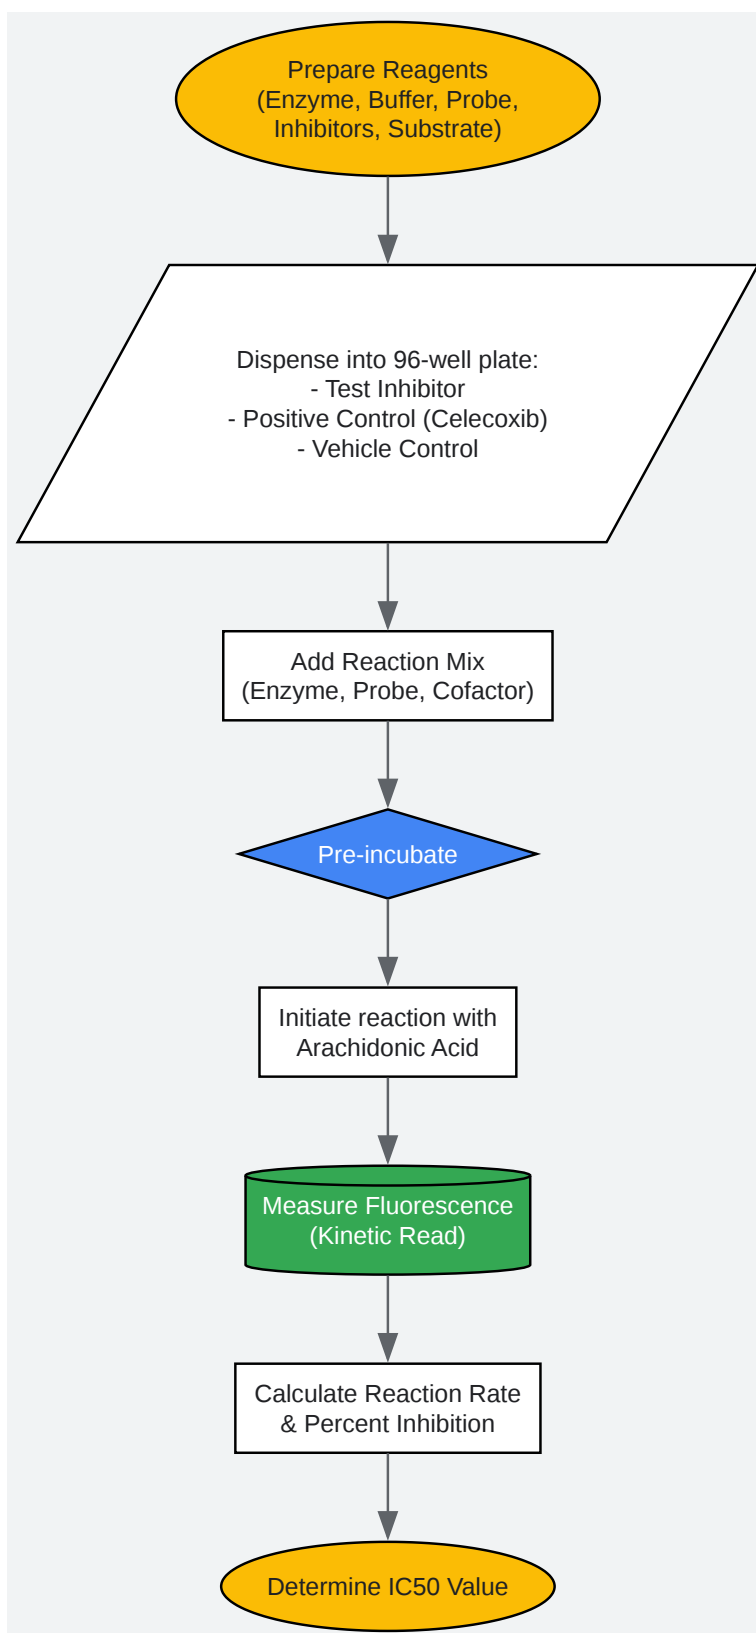 Prepare Reagents
(Enzyme, Buffer, Probe,
Inhibitors, Substrate)
Dispense into 96-well plate:
- Test Inhibitor
- Positive Control (Celecoxib)
- Vehicle Control
Add Reaction Mix
(Enzyme, Probe, Cofactor)
Pre-incubate
Initiate reaction with
Arachidonic Acid
Measure Fluorescence
(Kinetic Read)
Calculate Reaction Rate
& Percent Inhibition
Determine IC50 Value